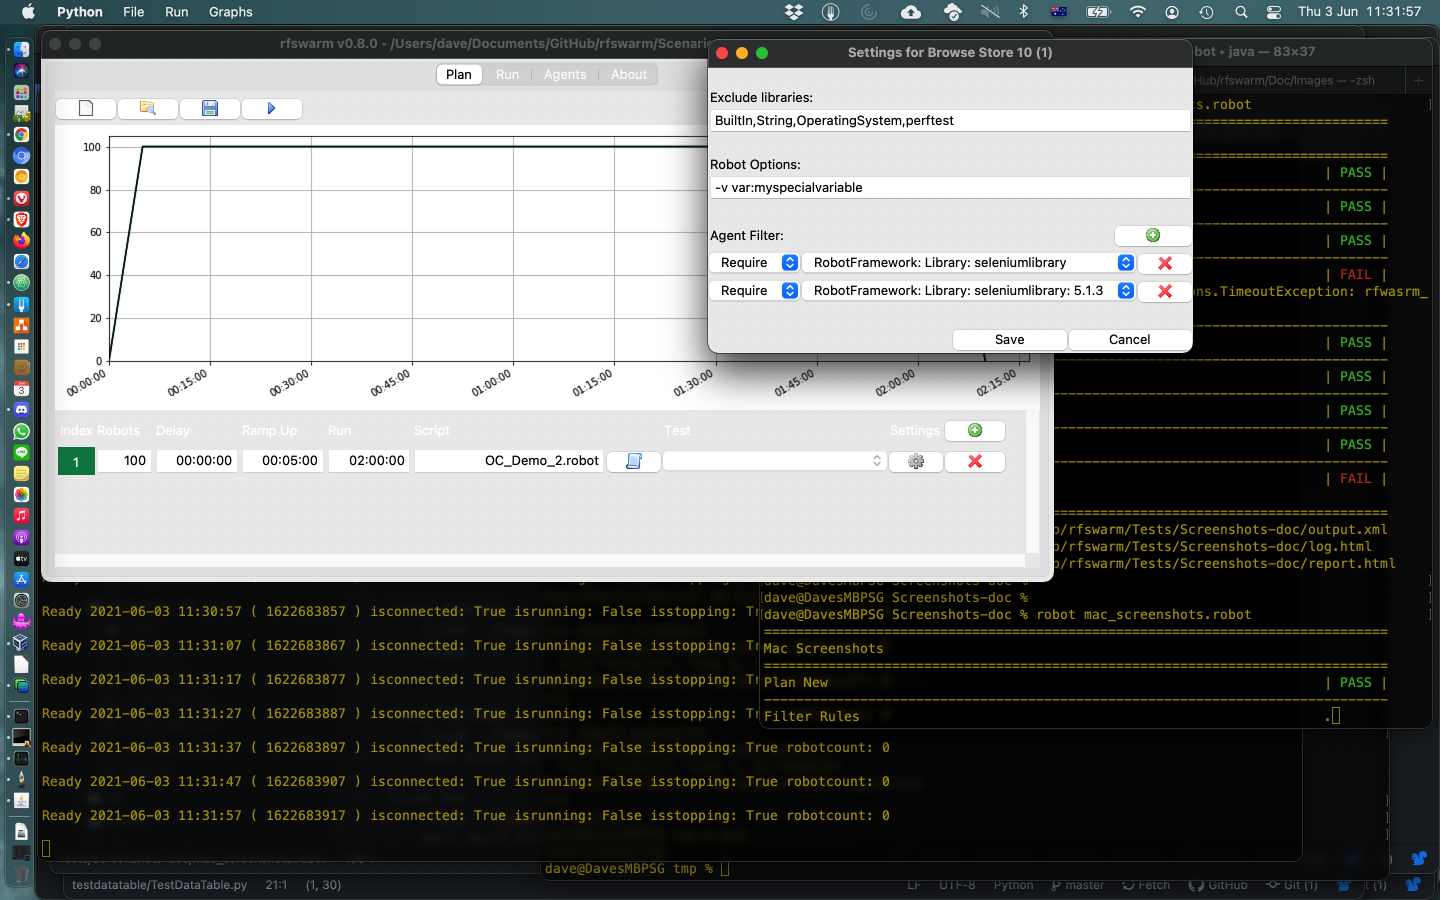 Python File Run Graphs
Thu 3 Jun 11:31:57
rfswarm v0.8.0 - /Users/dave/Documents/GitHub/rfswarm/Scenario
Plan Run Agents About
100
80
60
40
20
0
00:00:00 00:15:00 00:30:00 00:45:00 01:00:00 01:15:00 01:30:00 01:45:00 02:00:00 02:15:00
Index Robots Delay Ramp Up Run Script Test Settings
1 100 00:00:00 00:05:00 02:00:00 OC_Demo_2.robot
Settings for Browse Store 10 (1)
Exclude libraries:
BuiltIn,String,OperatingSystem,perftest
Robot Options:
-v var:myspecialvariable
Agent Filter:
Require RobotFramework: Library: seleniumlibrary
Require RobotFramework: Library: seleniumlibrary: 5.1.3
Save Cancel
bot • java — 83×37
Hub/rfswarm/Doc/Images — -zsh
s.robot
| PASS |
| PASS |
| PASS |
| FAIL |
ns.TimeoutException: rfwasrm_
| PASS |
| PASS |
| PASS |
| PASS |
| FAIL |
b/rfswarm/Tests/Screenshots-doc/output.xml
b/rfswarm/Tests/Screenshots-doc/log.html
b/rfswarm/Tests/Screenshots-doc/report.html
dave@DavesMBPSG Screenshots-doc %
dave@DavesMBPSG Screenshots-doc %
dave@DavesMBPSG Screenshots-doc % robot mac_screenshots.robot
Mac Screenshots
Plan New | PASS |
Filter Rules .
Ready 2021-06-03 11:30:57 ( 1622683857 ) isconnected: True isrunning: False isstopping: Tr
Ready 2021-06-03 11:31:07 ( 1622683867 ) isconnected: True isrunning: False isstopping: Tr
Ready 2021-06-03 11:31:17 ( 1622683877 ) isconnected: True isrunning: False isstopping: Tr
Ready 2021-06-03 11:31:27 ( 1622683887 ) isconnected: True isrunning: False isstopping: Tr
Ready 2021-06-03 11:31:37 ( 1622683897 ) isconnected: True isrunning: False isstopping: True robotcount: 0
Ready 2021-06-03 11:31:47 ( 1622683907 ) isconnected: True isrunning: False isstopping: True robotcount: 0
Ready 2021-06-03 11:31:57 ( 1622683917 ) isconnected: True isrunning: False isstopping: True robotcount: 0
dave@DavesMBPSG tmp %
testdatatable/TestDataTable.py 21:1 (1, 30) LF UTF-8 Python master Fetch GitHub Git (1)